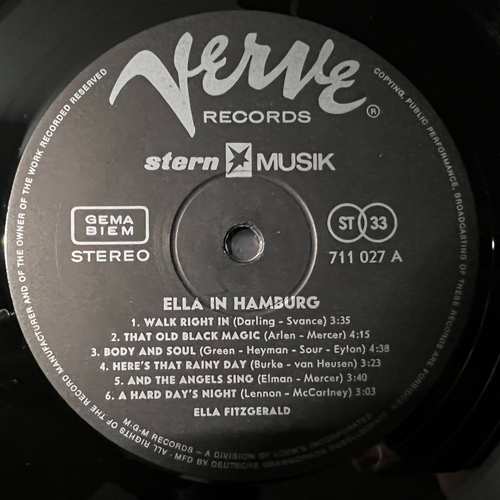 Verve
RECORDS
®
stern MUSIK
GEMA
BIEM
STEREO
ST 33
711 027 A
ELLA IN HAMBURG
1. WALK RIGHT IN (Darling - Svance) 3:35
2. THAT OLD BLACK MAGIC (Arlen - Mercer) 4:15
3. BODY AND SOUL (Green - Heyman - Sour - Eyton) 4:38
4. HERE'S THAT RAINY DAY (Burke - van Heusen) 3:40
5. AND THE ANGELS SING (Elman - Mercer) 3:40
6. A HARD DAY'S NIGHT (Lennon - McCartney) 3:03
ELLA FITZGERALD
ALL RIGHTS OF THE MANUFACTURER AND OF THE OWNER OF THE WORK RECORDED RESERVED
COPYING, PUBLIC PERFORMANCE, BROADCASTING OF THESE RECORDS ARE FORBIDDEN
M-G-M RECORDS - A DIVISION OF LOEW'S INCORPORATED
MFD BY DEUTSCHE GRAMMOPHON